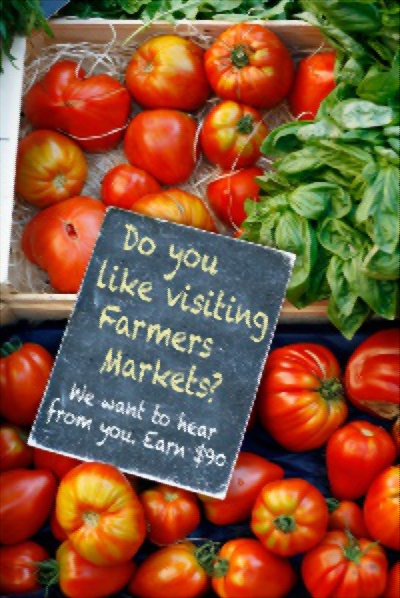 Do you
like visiting
Farmers
Markets?
We want to hear
from you. Earn $90